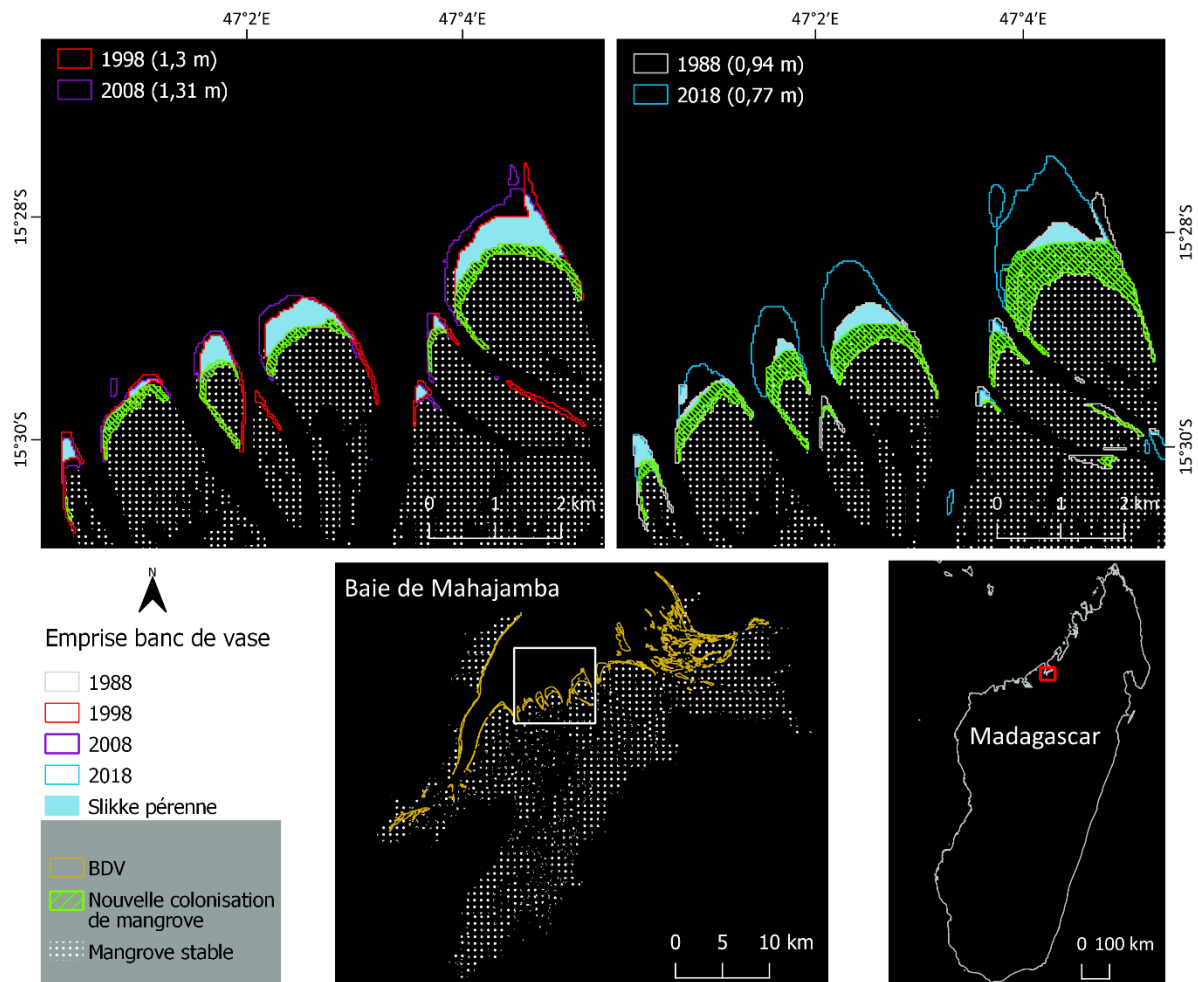 47°2'E
47°4'E
47°2'E
47°4'E
1998 (1,3 m)
2008 (1,31 m)
1988 (0,94 m)
2018 (0,77 m)
15°28'S
15°28'S
15°30'S
15°30'S
0 1 2 km
0 1 2 km
N
Emprise banc de vase
1988
1998
2008
2018
Slikke pérenne
BDV
Nouvelle colonisation
de mangrove
Mangrove stable
Baie de Mahajamba
0 5 10 km
Madagascar
0 100 km